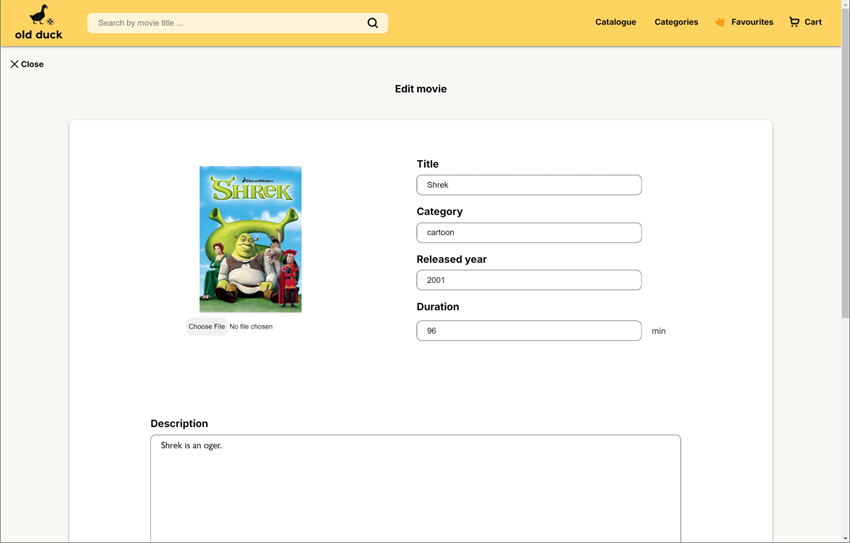 old duck
Search by movie title ...
Catalogue
Categories
Favourites
Cart
Close
Edit movie
DREAMWORKS
SHREK
Choose File No file chosen
Title
Shrek
Category
cartoon
Released year
2001
Duration
96 min
Description
Shrek is an oger.